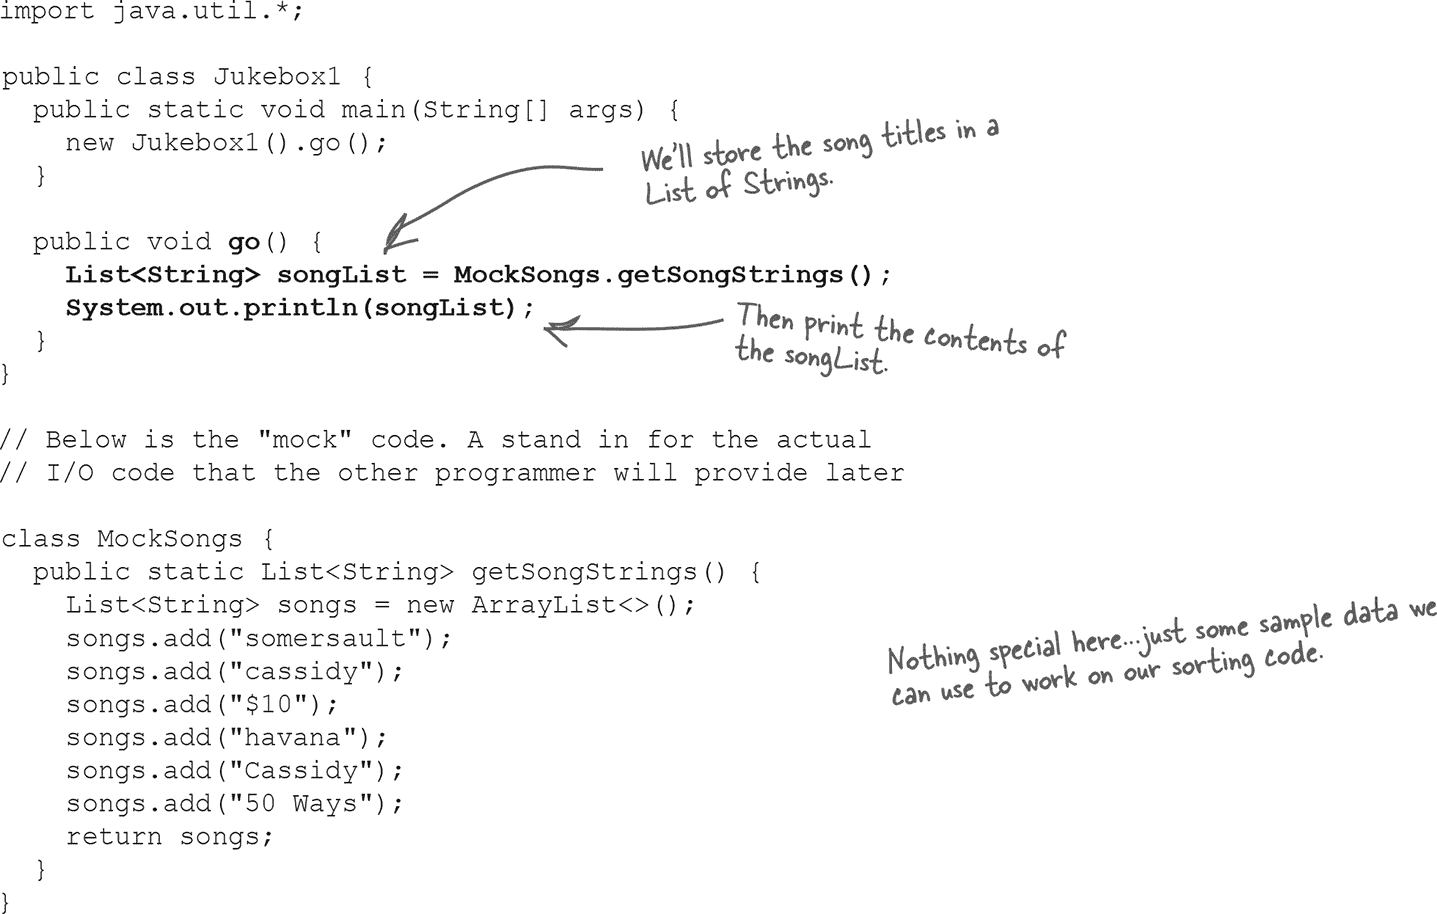 import java.util.*;
public class Jukebox1 {
public static void main(String[] args) {
new Jukebox1().go();
}
We'll store the song titles in a
List of Strings.
public void go() {
List<String> songList = MockSongs.getSongStrings();
System.out.println(songList);
Then print the contents of
the songList.
}
}
// Below is the "mock" code. A stand in for the actual
// I/O code that the other programmer will provide later
class MockSongs {
public static List<String> getSongStrings() {
List<String> songs = new ArrayList<>();
songs.add("somersault");
songs.add("cassidy");
songs.add("$10");
songs.add("havana");
songs.add("Cassidy");
songs.add("50 Ways");
return songs;
}
}
Nothing special here...just some sample data we
can use to work on our sorting code.